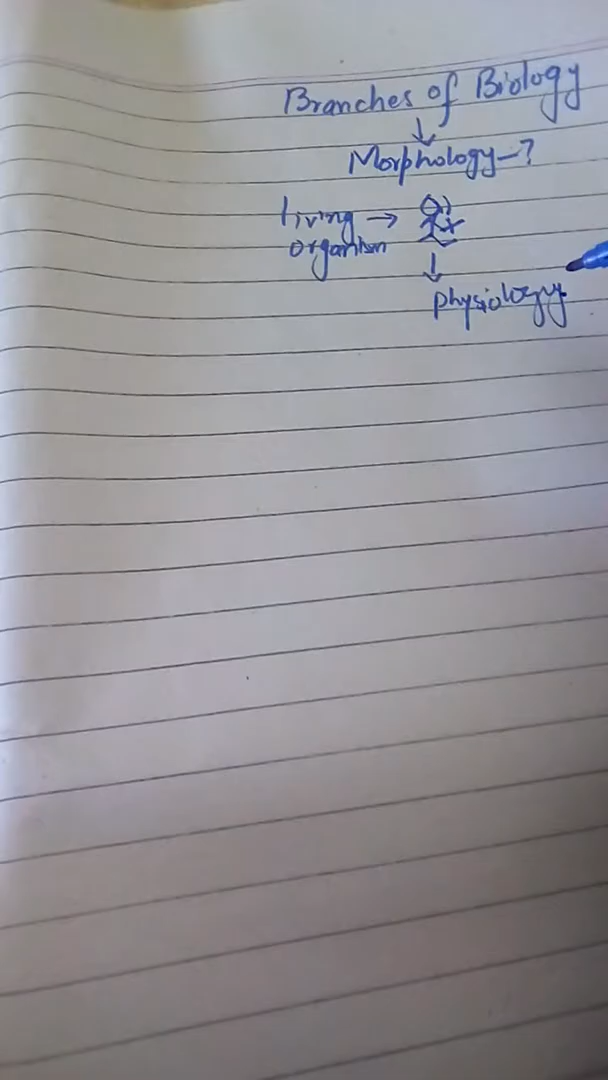 Branches of Biology
↓
Morphology-?
living →
organism
↓
physiology